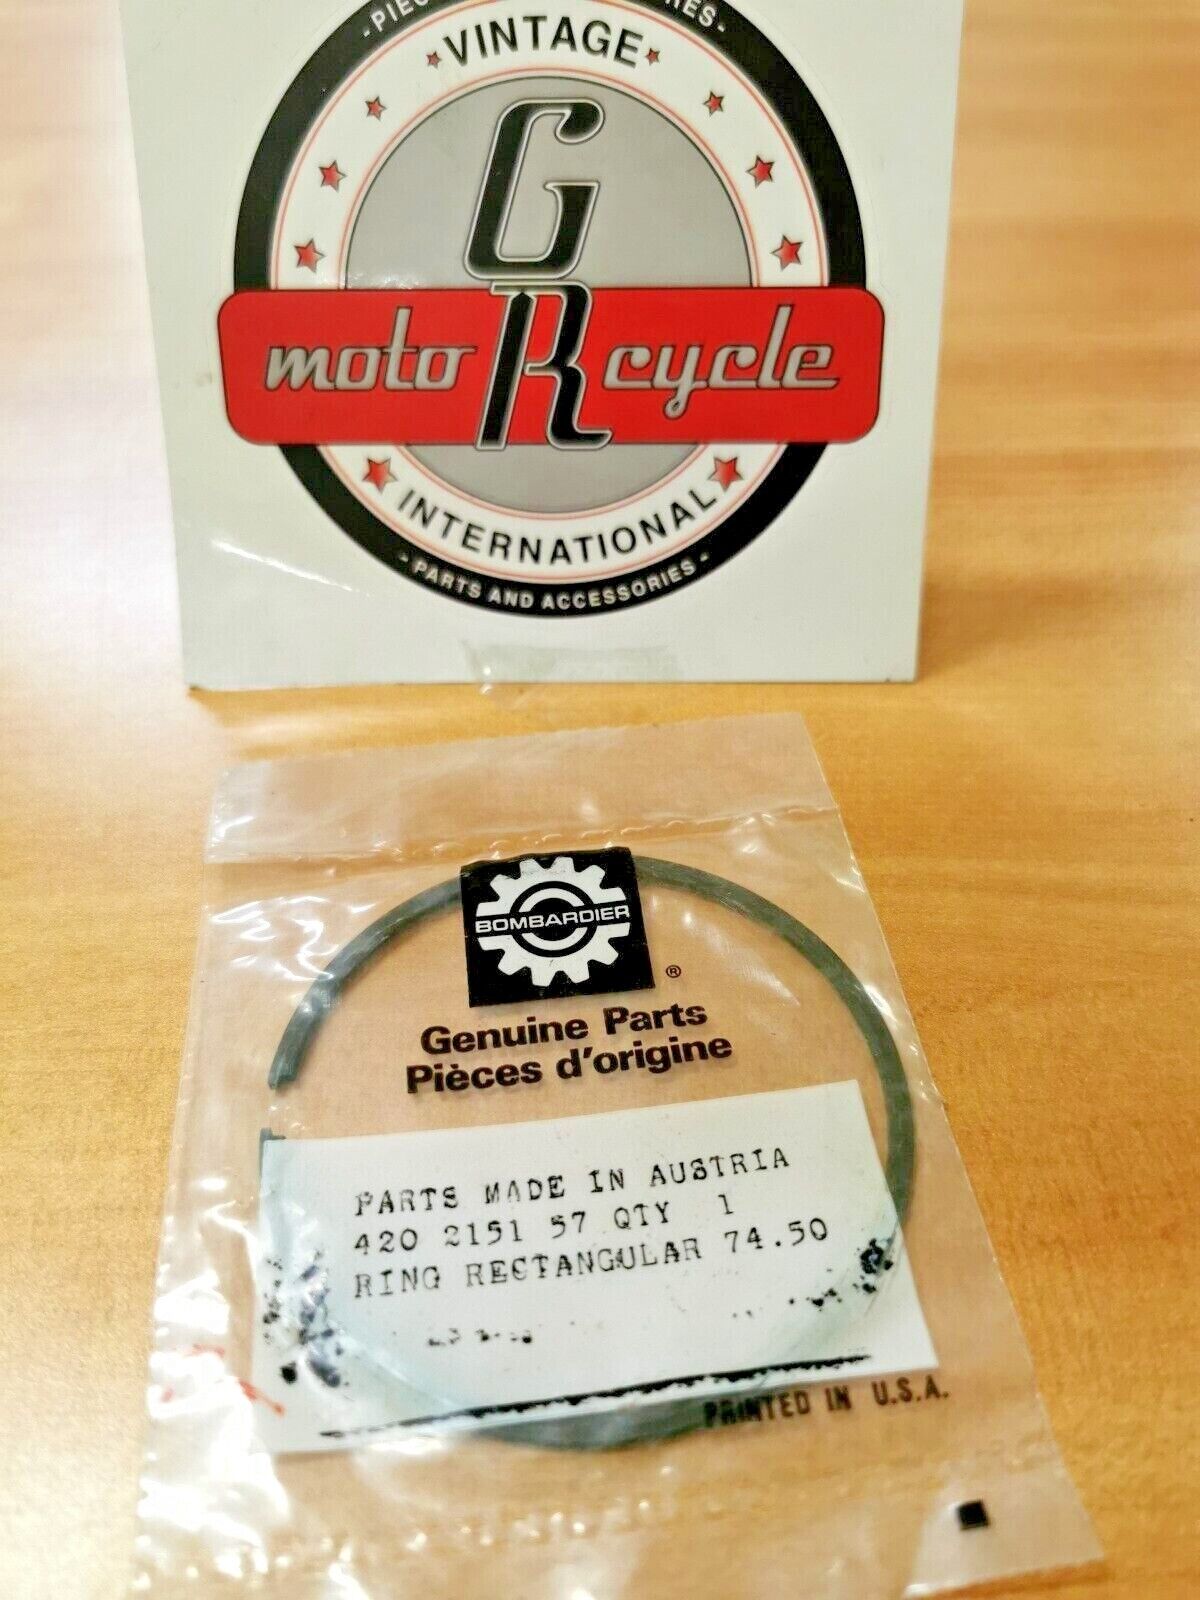 VINTAGE
G
moto R cycle
INTERNATIONAL
- PARTS AND ACCESSORIES -
BOMBARDIER
®
Genuine Parts
Pièces d'origine
PARTS MADE IN AUSTRIA
420 2151 57 QTY 1
RING RECTANGULAR 74.50
PRINTED IN U.S.A.